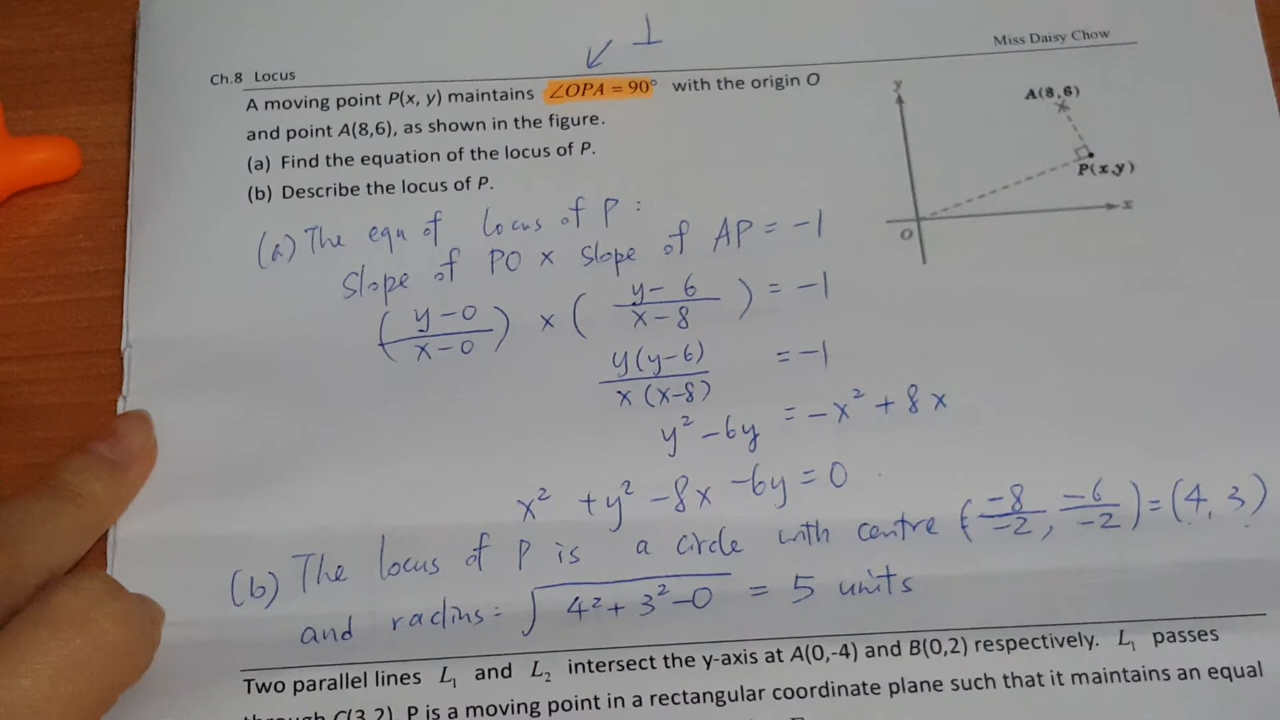 ⊥
Miss Daisy Chow
Ch.8 Locus
A moving point P(x, y) maintains ∠OPA = 90° with the origin O
and point A(8,6), as shown in the figure.
(a) Find the equation of the locus of P.
(b) Describe the locus of P.
y
A(8,6)
P(x,y)
x
O
(a) The eqn of locus of P :
Slope of PO × Slope of AP = -1
(y-0/x-0) × (y-6/x-8) = -1
y(y-6)/x(x-8) = -1
y² - 6y = -x² + 8x
x² + y² - 8x - 6y = 0
(b) The locus of P is a circle with centre (-8/-2, -6/-2) = (4, 3)
and radius = √4² + 3² - 0 = 5 units
Two parallel lines L₁ and L₂ intersect the y-axis at A(0,-4) and B(0,2) respectively. L₁ passes
through C(3,2). P is a moving point in a rectangular coordinate plane such that it maintains an equal